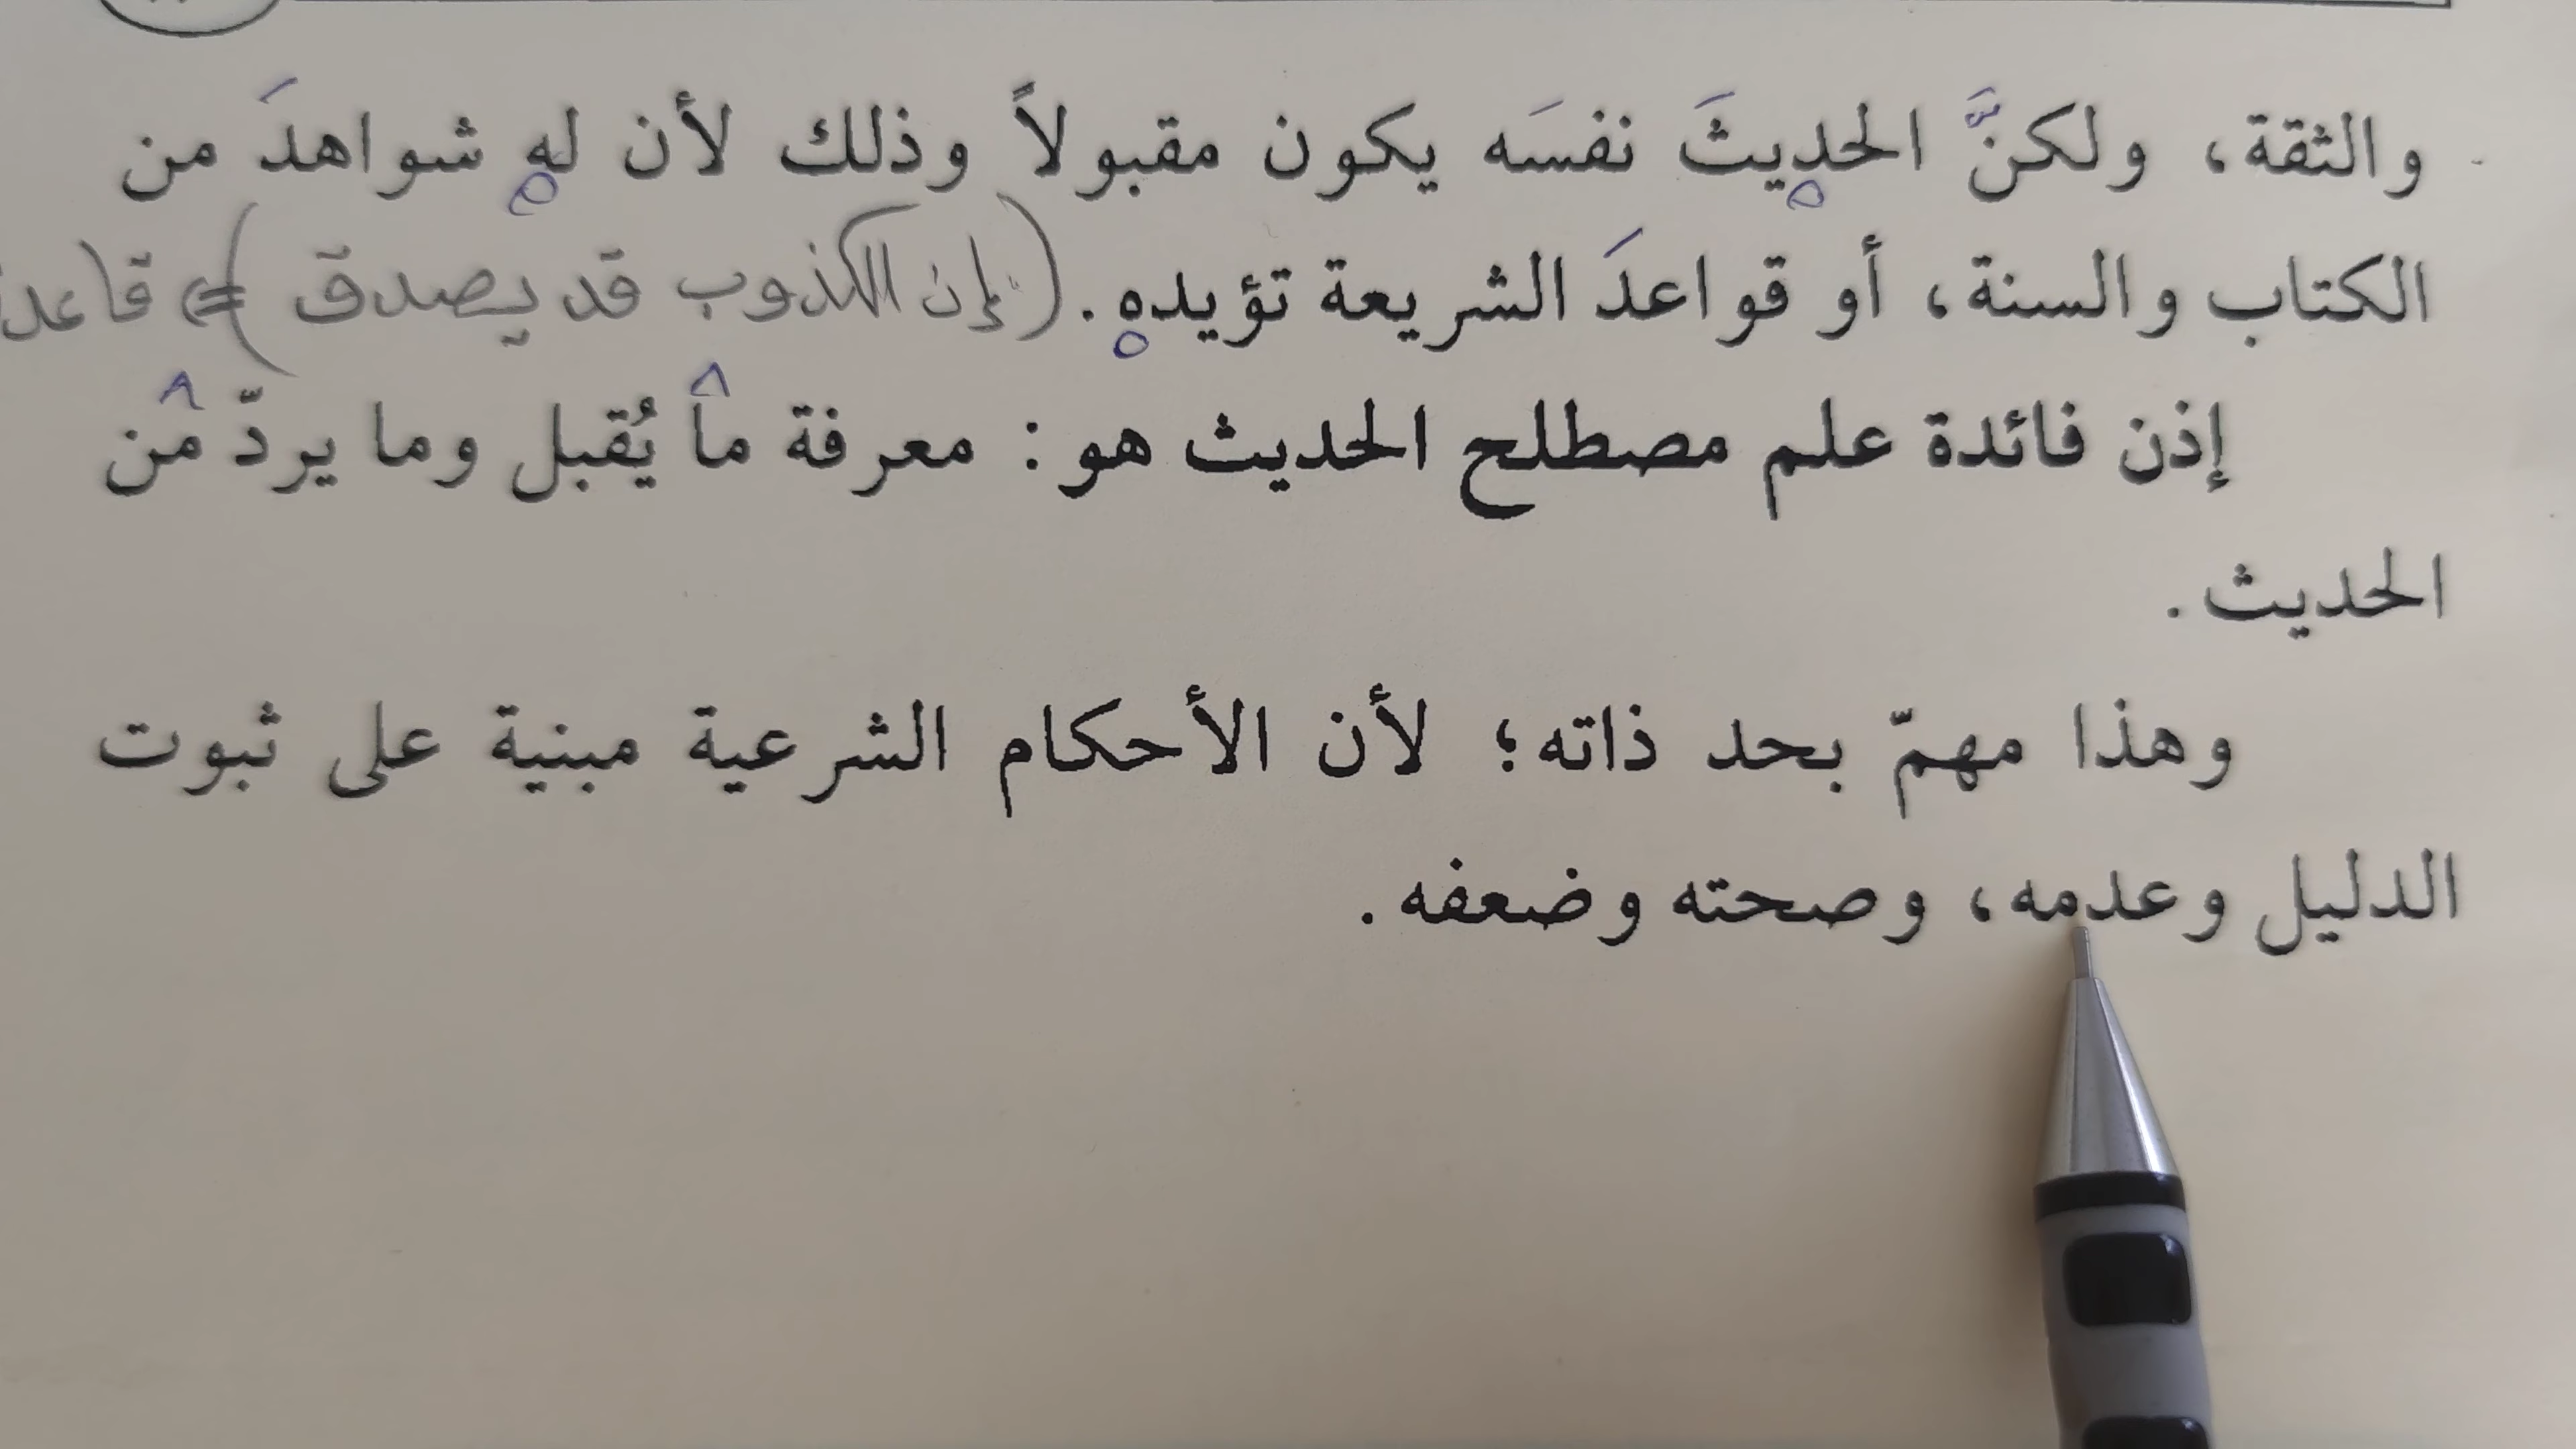 والثقة، ولكنَّ الحديثَ نفسَه يكون مقبولاً وذلك لأن له شواهدَ من
الكتاب والسنة، أو قواعدَ الشريعة تؤيده. (إن الكذوب قد يصدق) ⇐ قاعدة
إذن فائدة علم مصطلح الحديث هو: معرفة ما يُقبل وما يردّ من
الحديث.
وهذا مهمّ بحد ذاته؛ لأن الأحكام الشرعية مبنية على ثبوت
الدليل وعدمه، وصحته وضعفه.